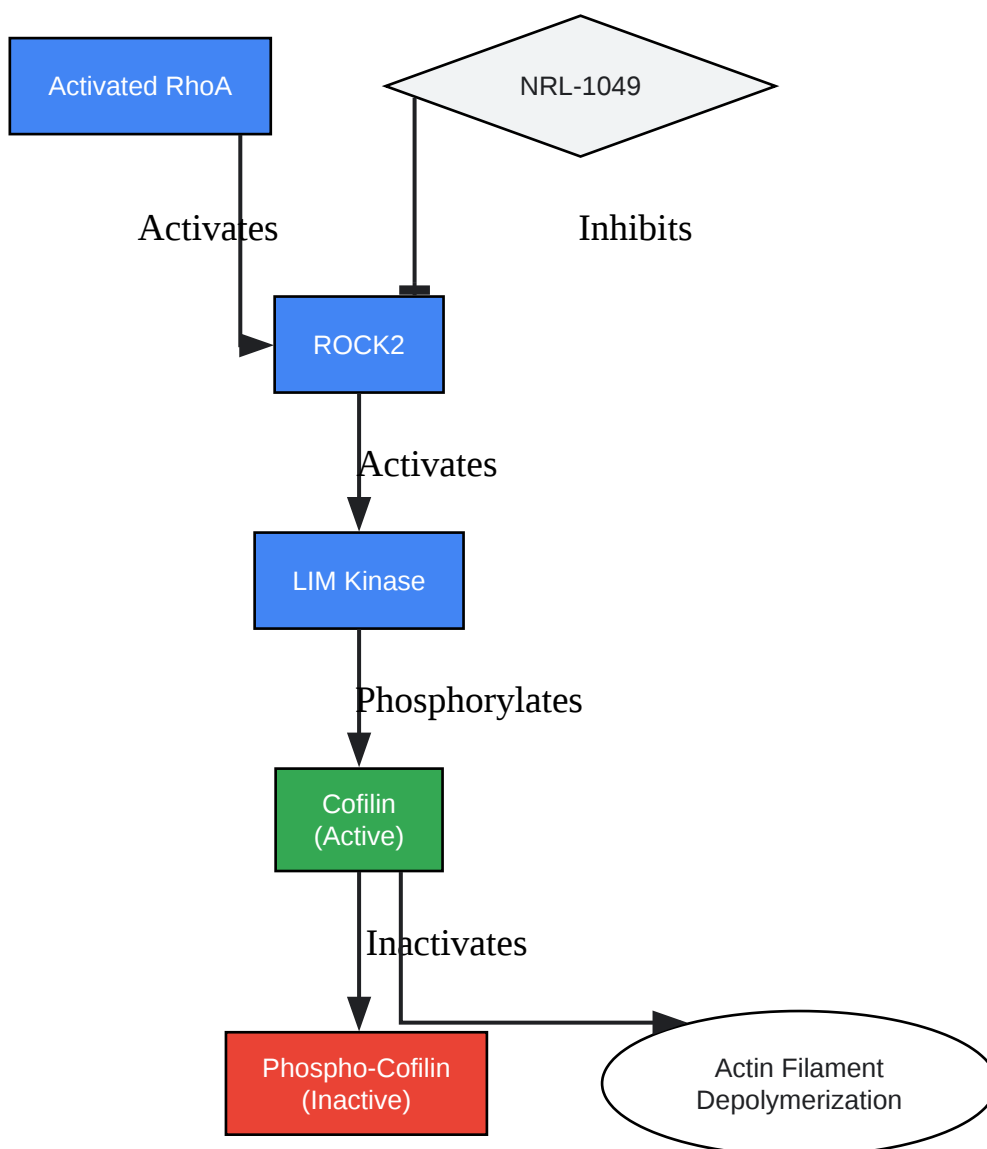 Activated RhoA
NRL-1049
Activates
Inhibits
ROCK2
Activates
LIM Kinase
Phosphorylates
Cofilin
(Active)
Inactivates
Phospho-Cofilin
(Inactive)
Actin Filament
Depolymerization